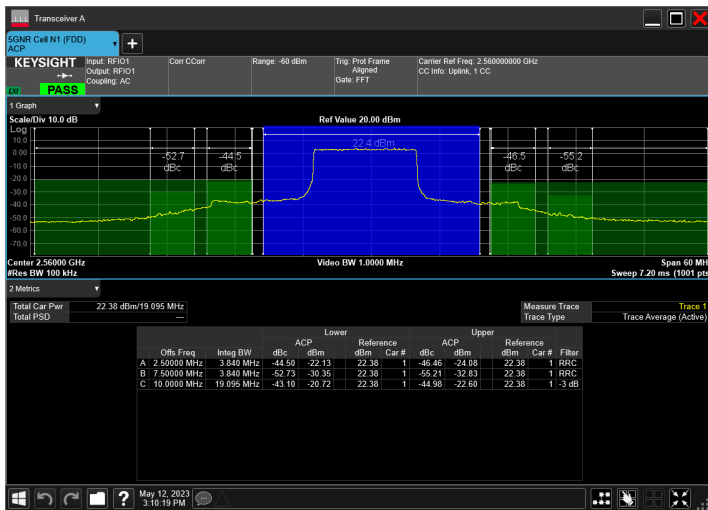 Transceiver A
5GNR Cell N1 (FDD)
ACP
KEYSIGHT
PASS
Input: RFIO1
Output: RFIO1
Coupling: AC
Corr CCorr
Range: -60 dBm
Trig: Prot Frame
Aligned
Gate: FFT
Carrier Ref Freq: 2.560000000 GHz
CC Info: Uplink, 1 CC
1 Graph
Scale/Div 10.0 dB
Ref Value 20.00 dBm
Log
10.0
0.00
-10.0
-20.0
-30.0
-40.0
-50.0
-60.0
-70.0
-52.7
dBc
-44.5
dBc
22.4 dBm
-46.5
dBc
-55.2
dBc
Center 2.56000 GHz
#Res BW 100 kHz
Video BW 1.0000 MHz
Span 60 MH
Sweep 7.20 ms (1001 pts
2 Metrics
Total Car Pwr 22.38 dBm/19.095 MHz
Total PSD ---
Measure Trace Trace 1
Trace Type Trace Average (Active)
Lower Upper
ACP Reference ACP Reference
Offs Freq Integ BW dBc dBm dBm Car # dBc dBm dBm Car # Filter
A 2.50000 MHz 3.840 MHz -44.50 -22.13 22.38 1 -46.46 -24.08 22.38 1 RRC
B 7.50000 MHz 3.840 MHz -52.73 -30.35 22.38 1 -55.21 -32.83 22.38 1 RRC
C 10.0000 MHz 19.095 MHz -43.10 -20.72 22.38 1 -44.98 -22.60 22.38 1 -3 dB
?
May 12, 2023
3:10:19 PM